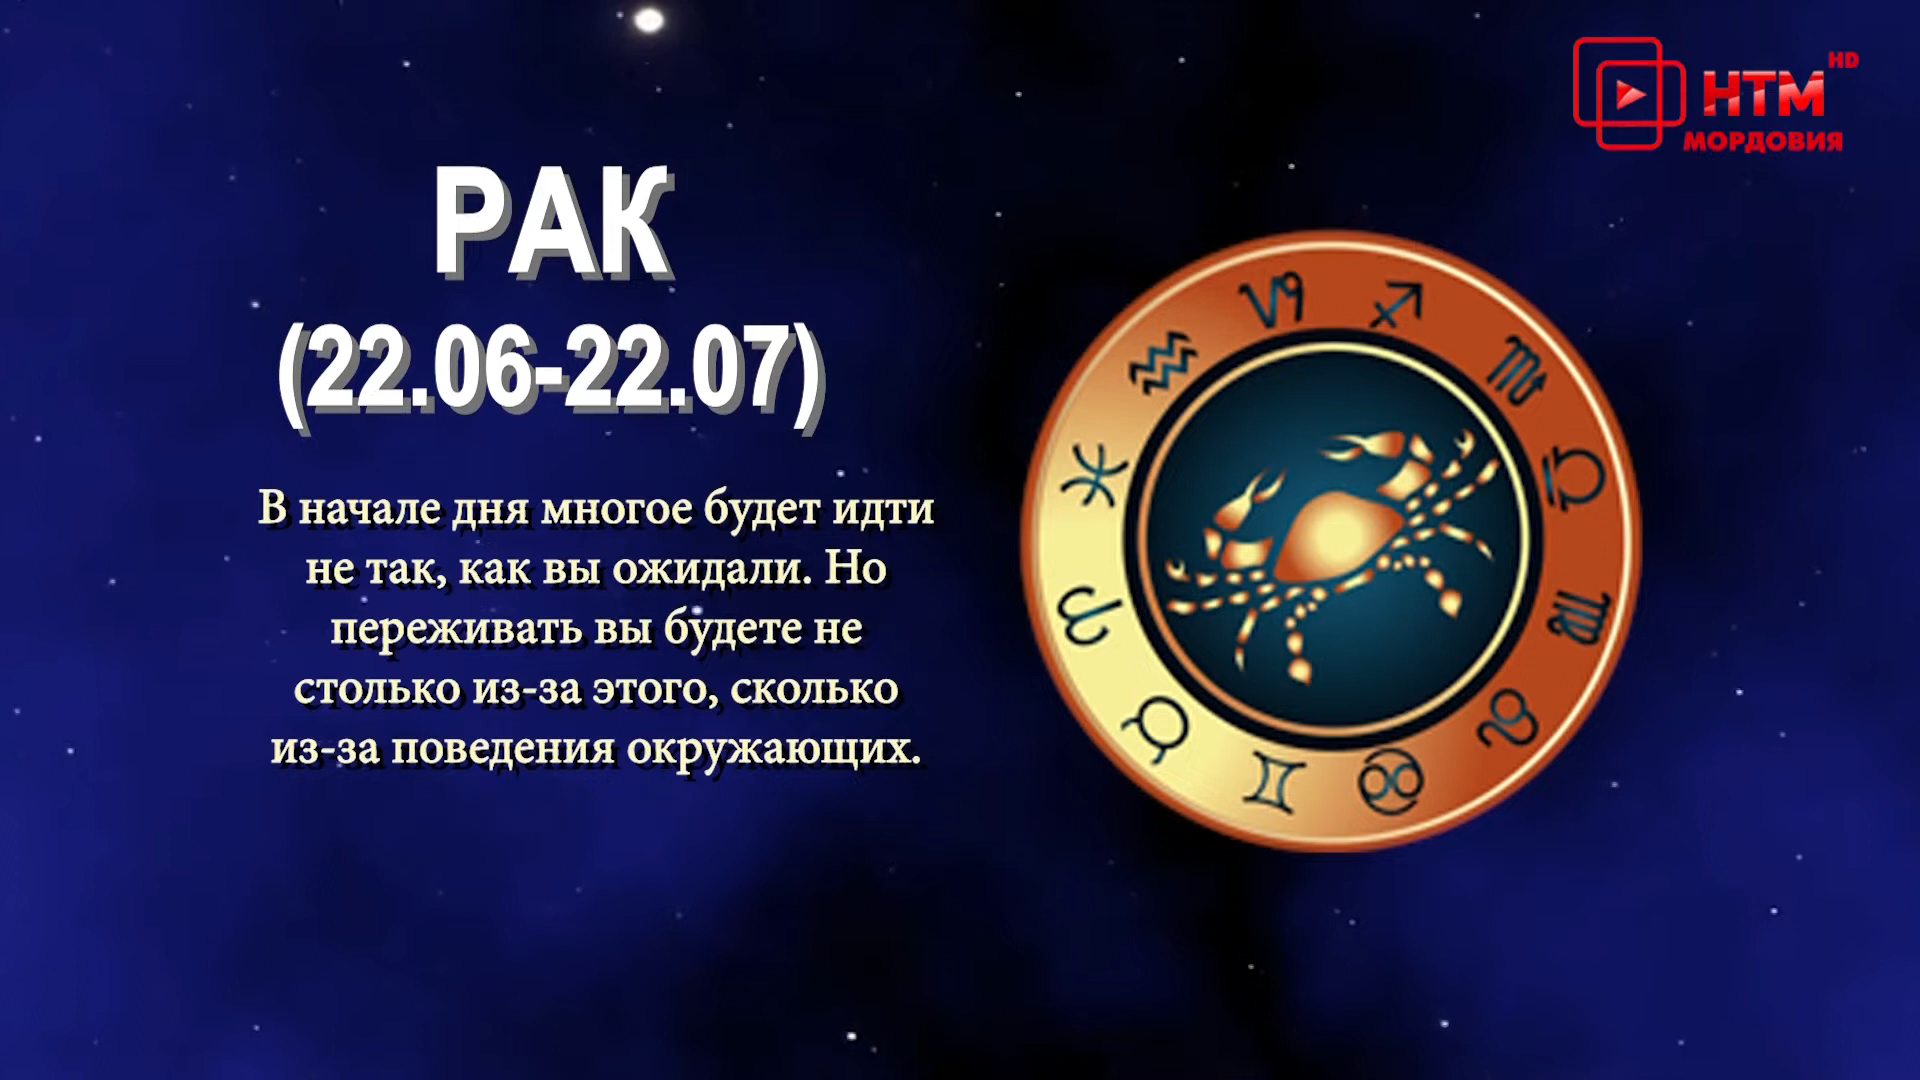 HD
НТМ
МОРДОВИЯ
РАК
(22.06-22.07)
В начале дня многое будет идти
не так, как вы ожидали. Но
переживать вы будете не
столько из-за этого, сколько
из-за поведения окружающих.